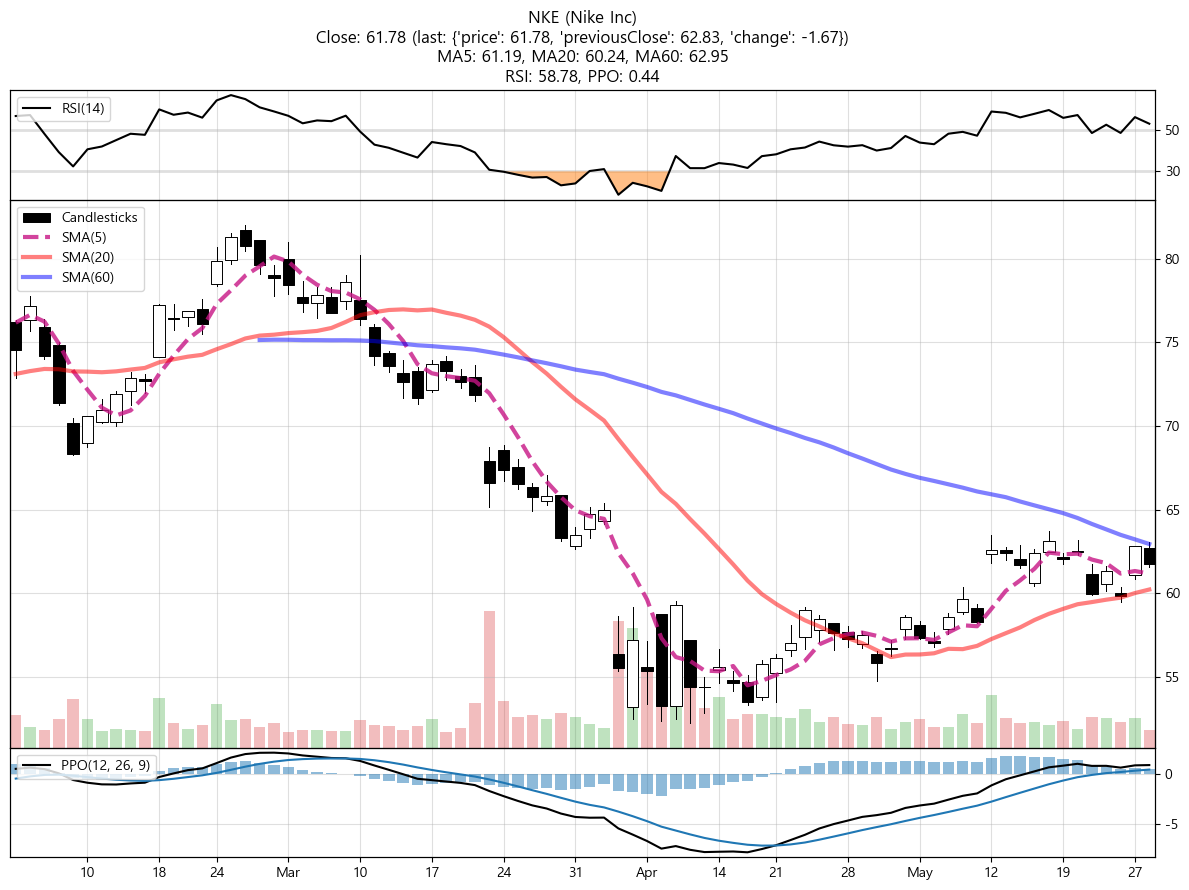 NKE (Nike Inc)
Close: 61.78 (last: {'price': 61.78, 'previousClose': 62.83, 'change': -1.67})
MA5: 61.19, MA20: 60.24, MA60: 62.95
RSI: 58.78, PPO: 0.44
RSI(14)
50
30
Candlesticks
SMA(5)
SMA(20)
SMA(60)
80
75
70
65
60
55
PPO(12, 26, 9)
0
-5
10 18 24 Mar 10 17 24 31 Apr 14 21 28 May 12 19 27